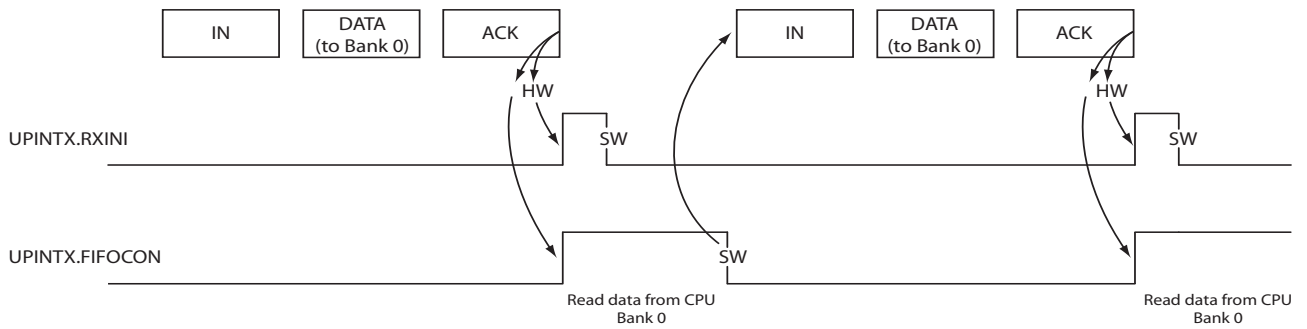 IN
DATA
(to Bank 0)
ACK
IN
DATA
(to Bank 0)
ACK
HW
HW
UPINTX.RXINI
SW
SW
UPINTX.FIFOCON
SW
Read data from CPU
Bank 0
Read data from CPU
Bank 0